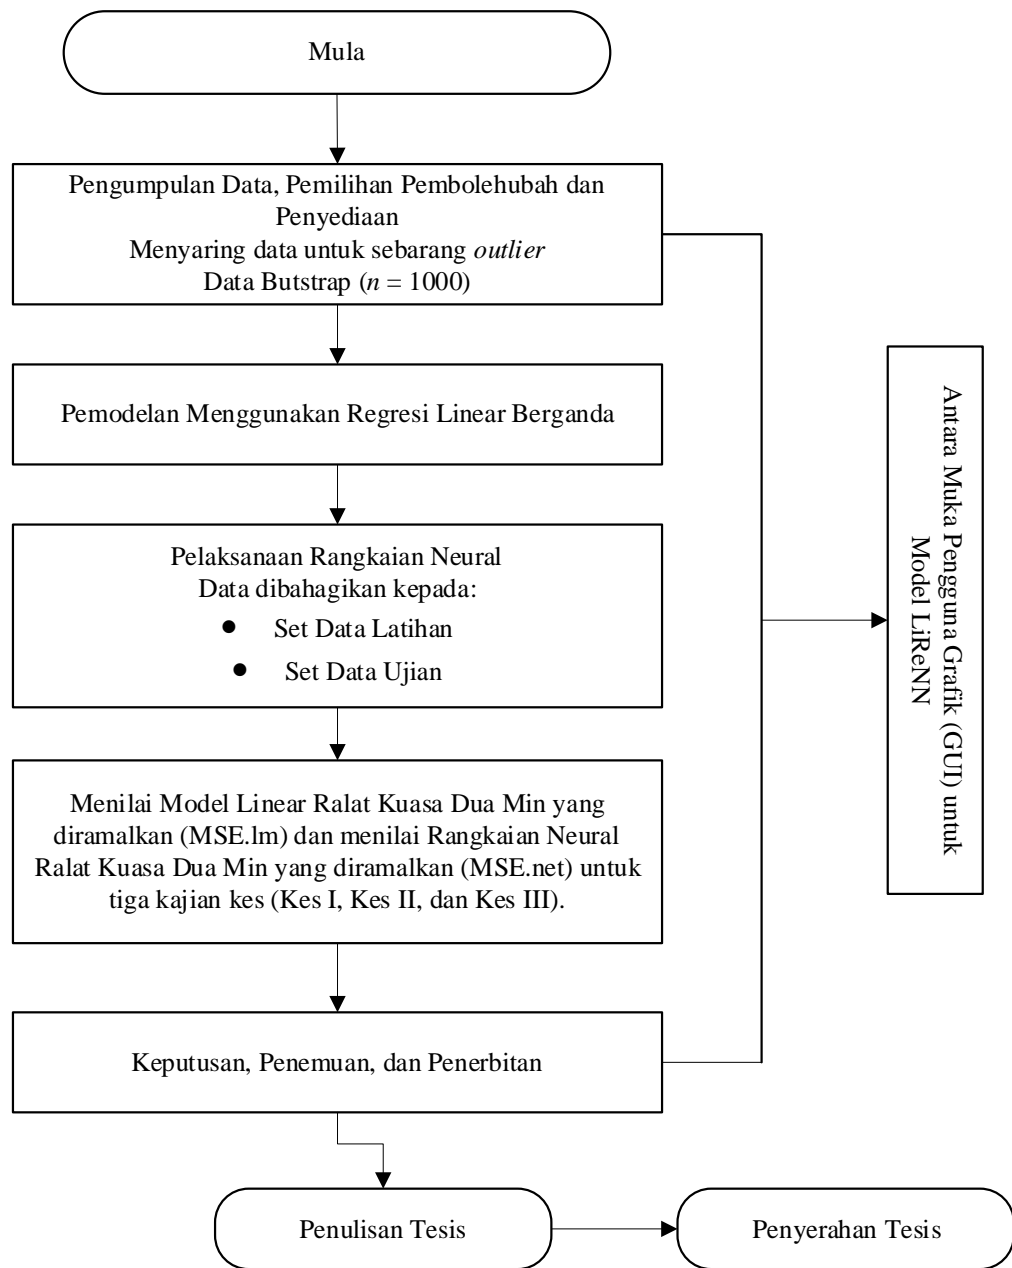 Mula
Pengumpulan Data, Pemilihan Pembolehubah dan
Penyediaan
Menyaring data untuk sebarang outlier
Data Butstrap (n = 1000)
Pemodelan Menggunakan Regresi Linear Berganda
Pelaksanaan Rangkaian Neural
Data dibahagikan kepada:
● Set Data Latihan
● Set Data Ujian
Menilai Model Linear Ralat Kuasa Dua Min yang
diramalkan (MSE.lm) dan menilai Rangkaian Neural
Ralat Kuasa Dua Min yang diramalkan (MSE.net) untuk
tiga kajian kes (Kes I, Kes II, dan Kes III).
Keputusan, Penemuan, dan Penerbitan
Antara Muka Pengguna Grafik (GUI) untuk
Model LiReNN
Penulisan Tesis
Penyerahan Tesis